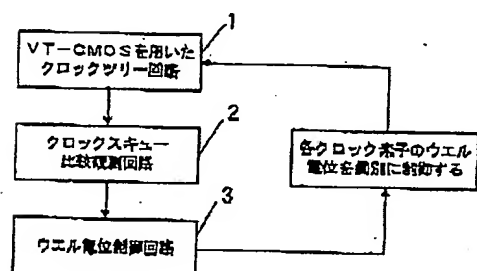 1
VT-CMOSを用いた
クロックツリー回路
2
クロックスキュー
比較観測回路
各クロック素子のウエル
電位を個別に制御する
3
ウエル電位制御回路